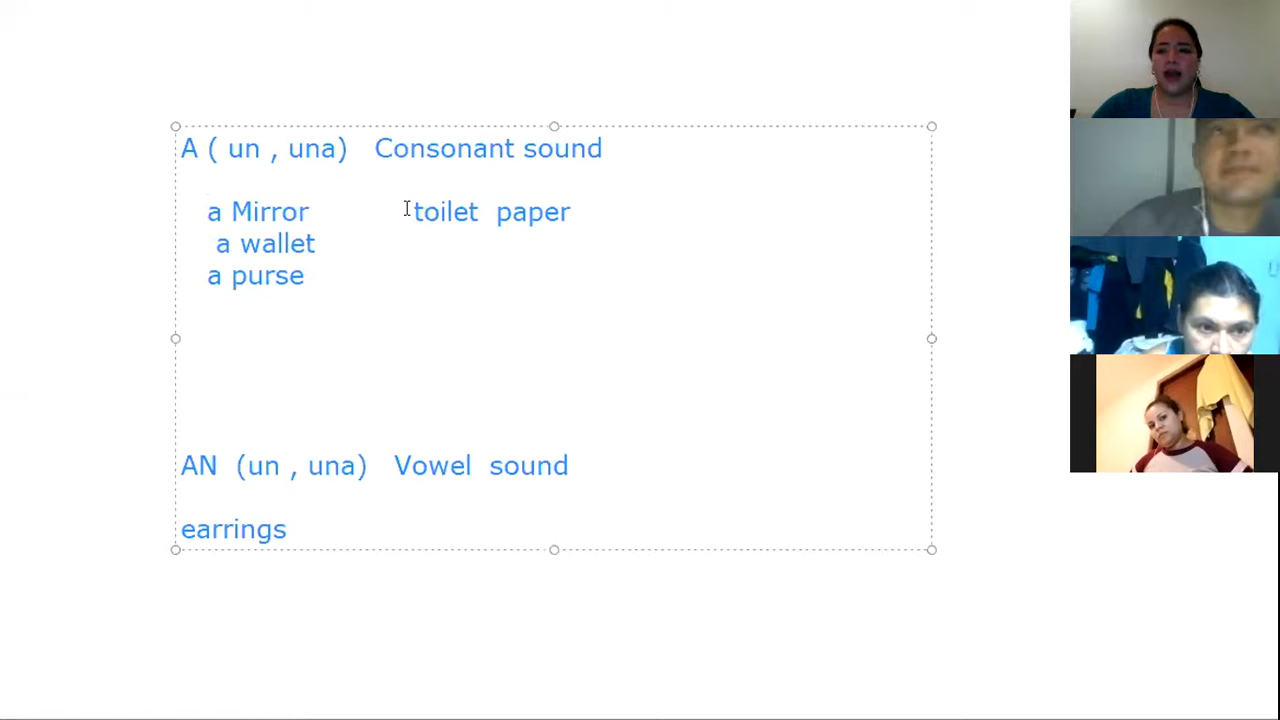 A ( un , una) Consonant sound
a Mirror toilet paper
a wallet
a purse
AN (un , una) Vowel sound
earrings